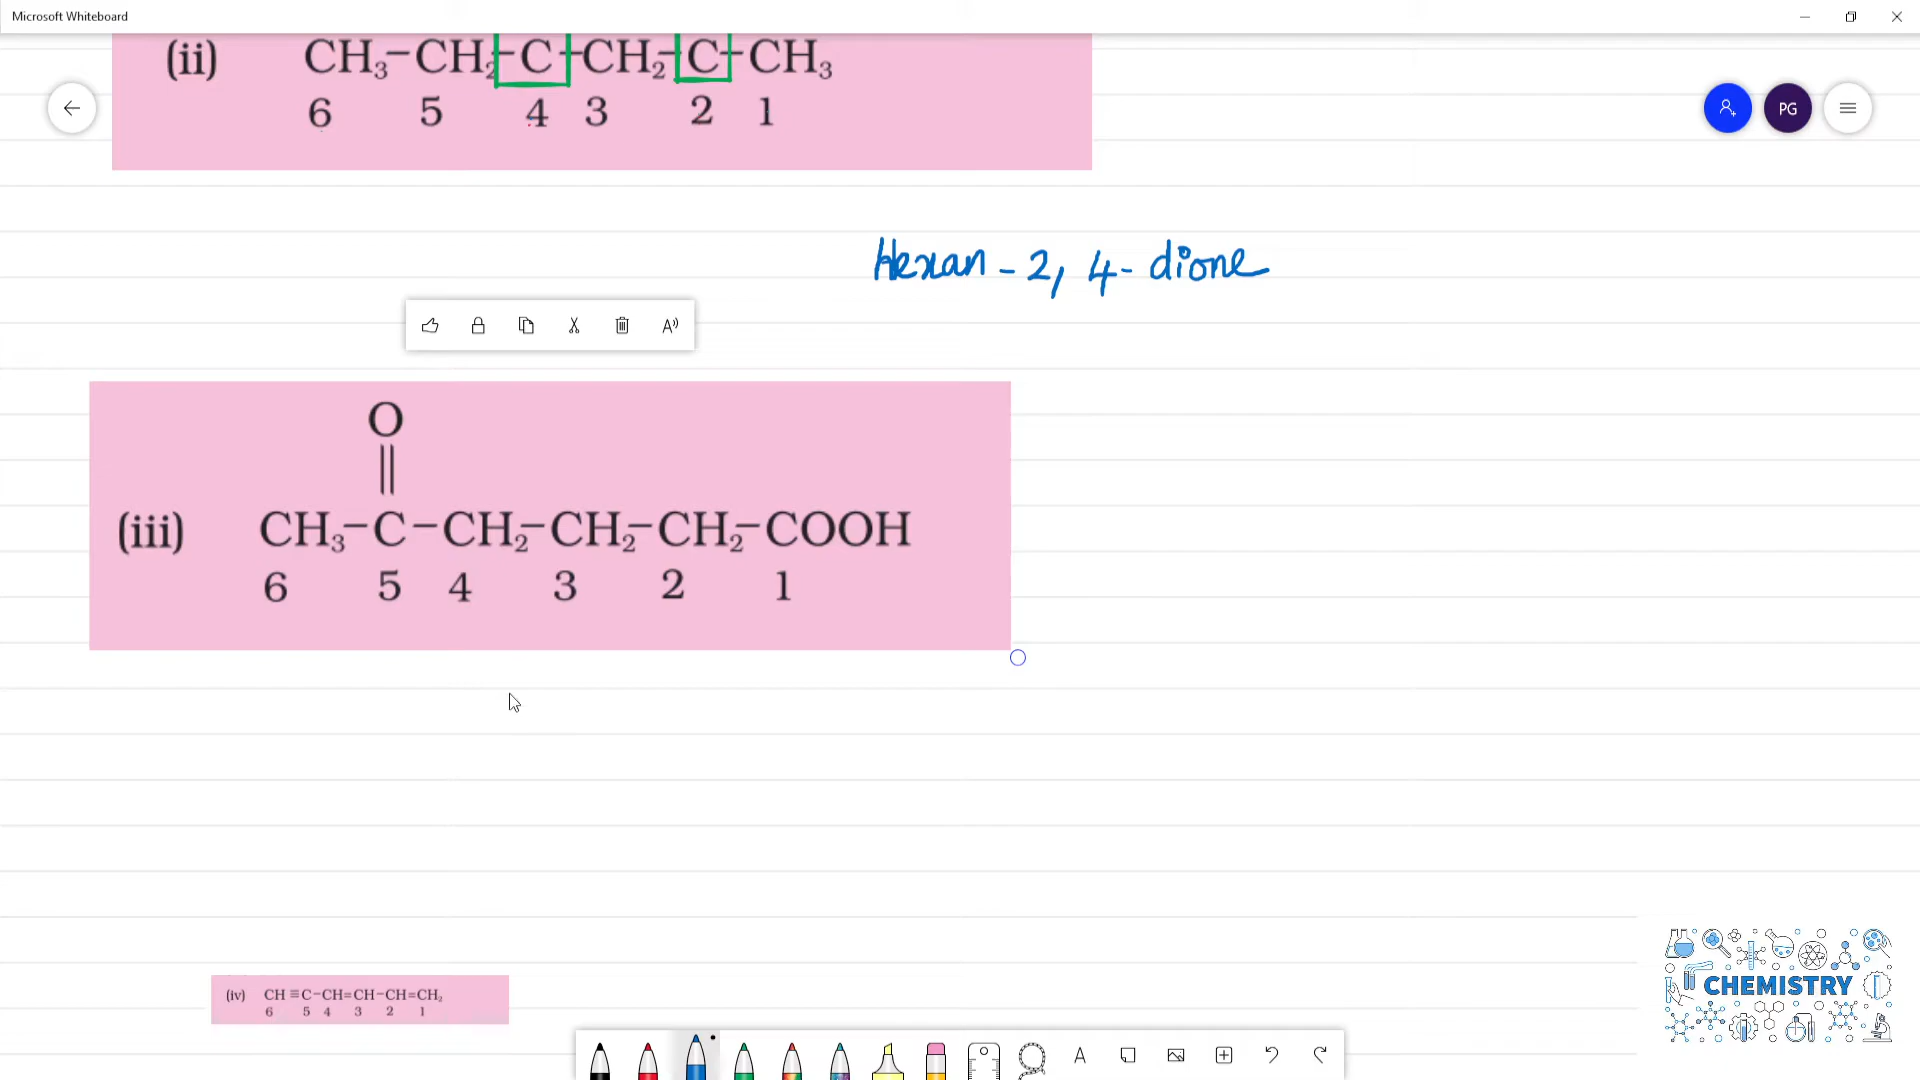 Microsoft Whiteboard
(ii) CH₃-CH₂-C-CH₂-C-CH₃
6 5 4 3 2 1
PG
Hexan-2, 4-dione
O
||
(iii) CH₃-C-CH₂-CH₂-CH₂-COOH
6 5 4 3 2 1
(iv) CH≡C-CH=CH-CH=CH₂
6 5 4 3 2 1
CHEMISTRY